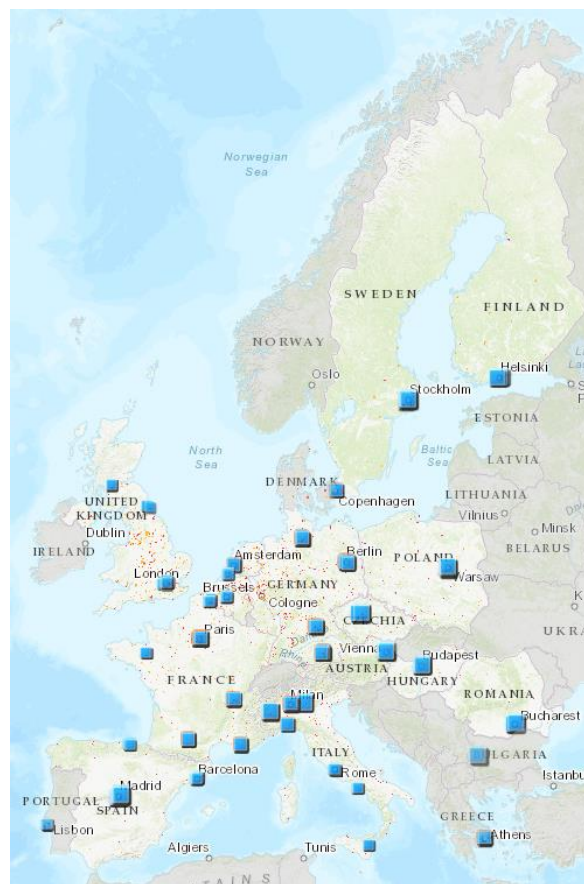 Norwegian
Sea
SWEDEN
FINLAND
NORWAY
Helsinki
Oslo
Stockholm
ESTONIA
North
Sea
Baltic
Sea
LATVIA
DENMARK
Copenhagen
LITHUANIA
UNITED
KINGDOM
Vilnius
Dublin
Minsk
IRELAND
Amsterdam
Berlin
POLAND
BELARUS
London
Brussels
GERMANY
Warsaw
Cologne
Paris
CZECHIA
UKRA
Vienna
Rhine
AUSTRIA
Budapest
HUNGARY
FRANCE
Milan
ROMANIA
Bucharest
ITALY
BULGARIA
Barcelona
Rome
Istanbu
Madrid
PORTUGAL
SPAIN
Lisbon
GREECE
Athens
Algiers
Tunis